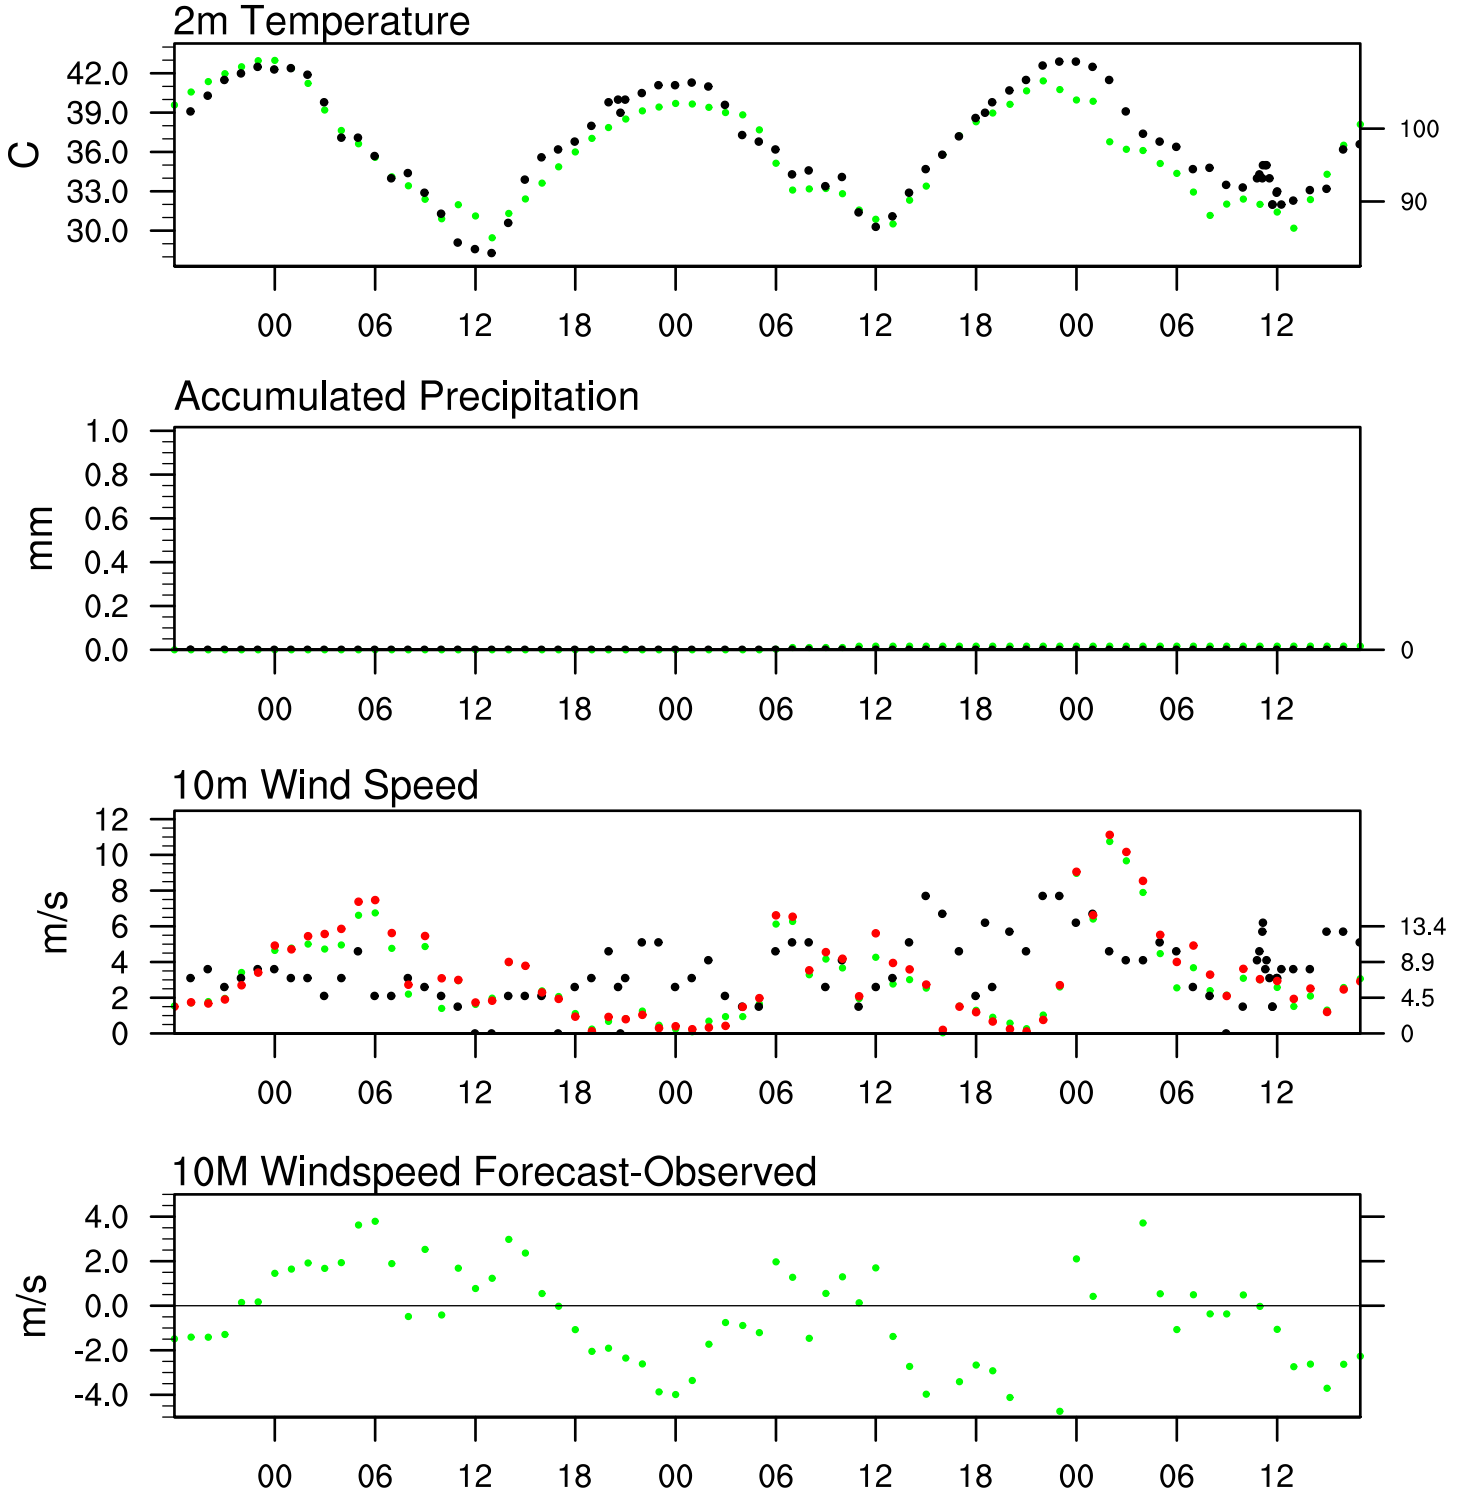 2m Temperature
42.0
39.0
36.0
33.0
30.0
C
100
90
00 06 12 18 00 06 12 18 00 06 12
Accumulated Precipitation
1.0
0.8
0.6
0.4
0.2
0.0
mm
0
00 06 12 18 00 06 12 18 00 06 12
10m Wind Speed
12
10
8
6
4
2
0
m/s
13.4
8.9
4.5
0
00 06 12 18 00 06 12 18 00 06 12
10M Windspeed Forecast-Observed
4.0
2.0
0.0
-2.0
-4.0
m/s
00 06 12 18 00 06 12 18 00 06 12